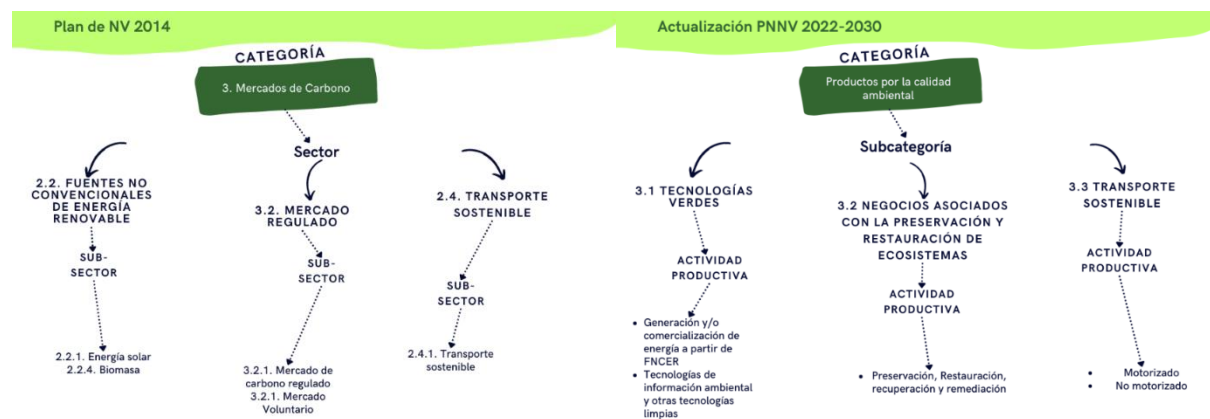 Plan de NV 2014
CATEGORÍA
3. Mercados de Carbono
Sector
2.2. FUENTES NO
CONVENCIONALES
DE ENERGÍA
RENOVABLE
SUB-
SECTOR
2.2.1. Energía solar
2.2.4. Biomasa
3.2. MERCADO
REGULADO
SUB-
SECTOR
3.2.1. Mercado de
carbono regulado
3.2.1. Mercado
Voluntario
2.4. TRANSPORTE
SOSTENIBLE
SUB-
SECTOR
2.4.1. Transporte
sostenible
Actualización PNNV 2022-2030
CATEGORÍA
Productos por la calidad
ambiental
Subcategoría
3.1 TECNOLOGÍAS
VERDES
ACTIVIDAD
PRODUCTIVA
• Generación y/o
comercialización de
energía a partir de
FNCER
• Tecnologías de
información ambiental
y otras tecnologías
limpias
3.2 NEGOCIOS ASOCIADOS
CON LA PRESERVACIÓN Y
RESTAURACIÓN DE
ECOSISTEMAS
ACTIVIDAD
PRODUCTIVA
• Preservación, Restauración,
recuperación y remediación
3.3 TRANSPORTE
SOSTENIBLE
ACTIVIDAD
PRODUCTIVA
• Motorizado
• No motorizado